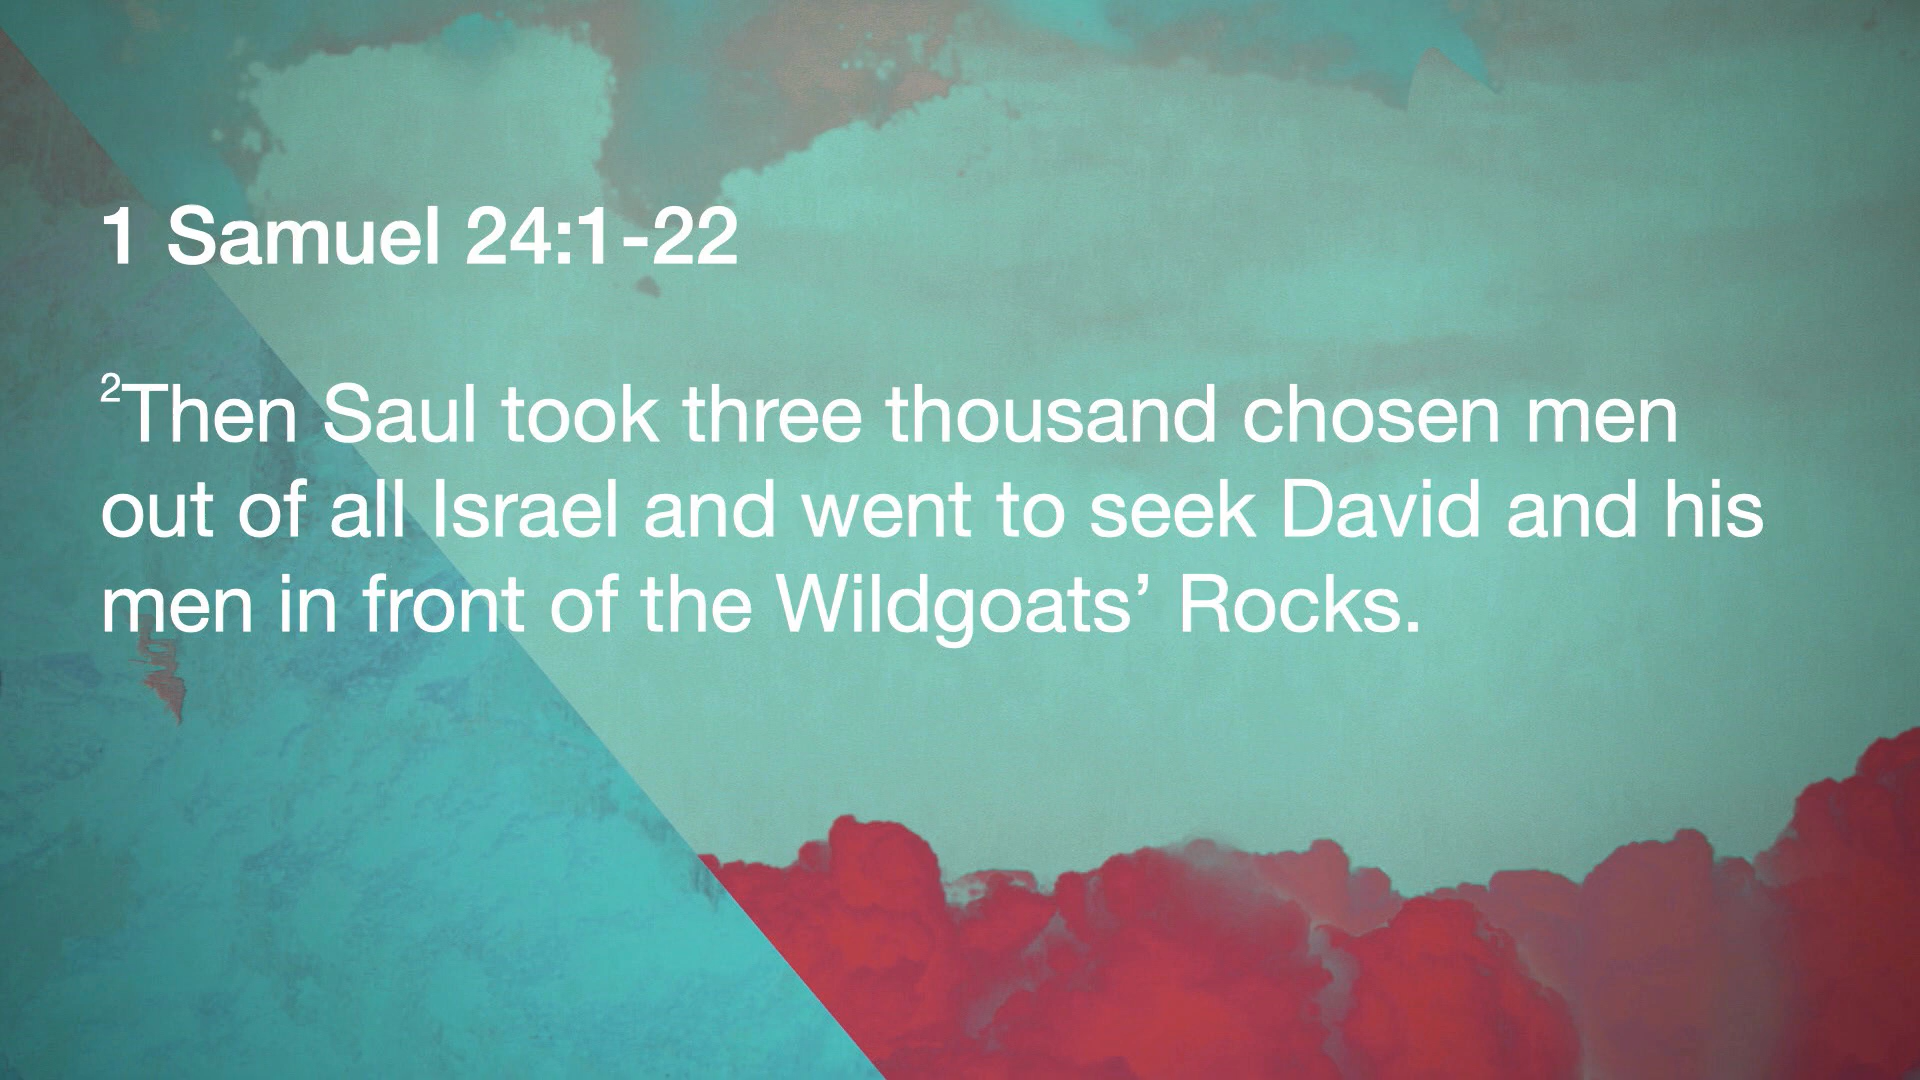 1 Samuel 24:1-22
²Then Saul took three thousand chosen men
out of all Israel and went to seek David and his
men in front of the Wildgoats’ Rocks.